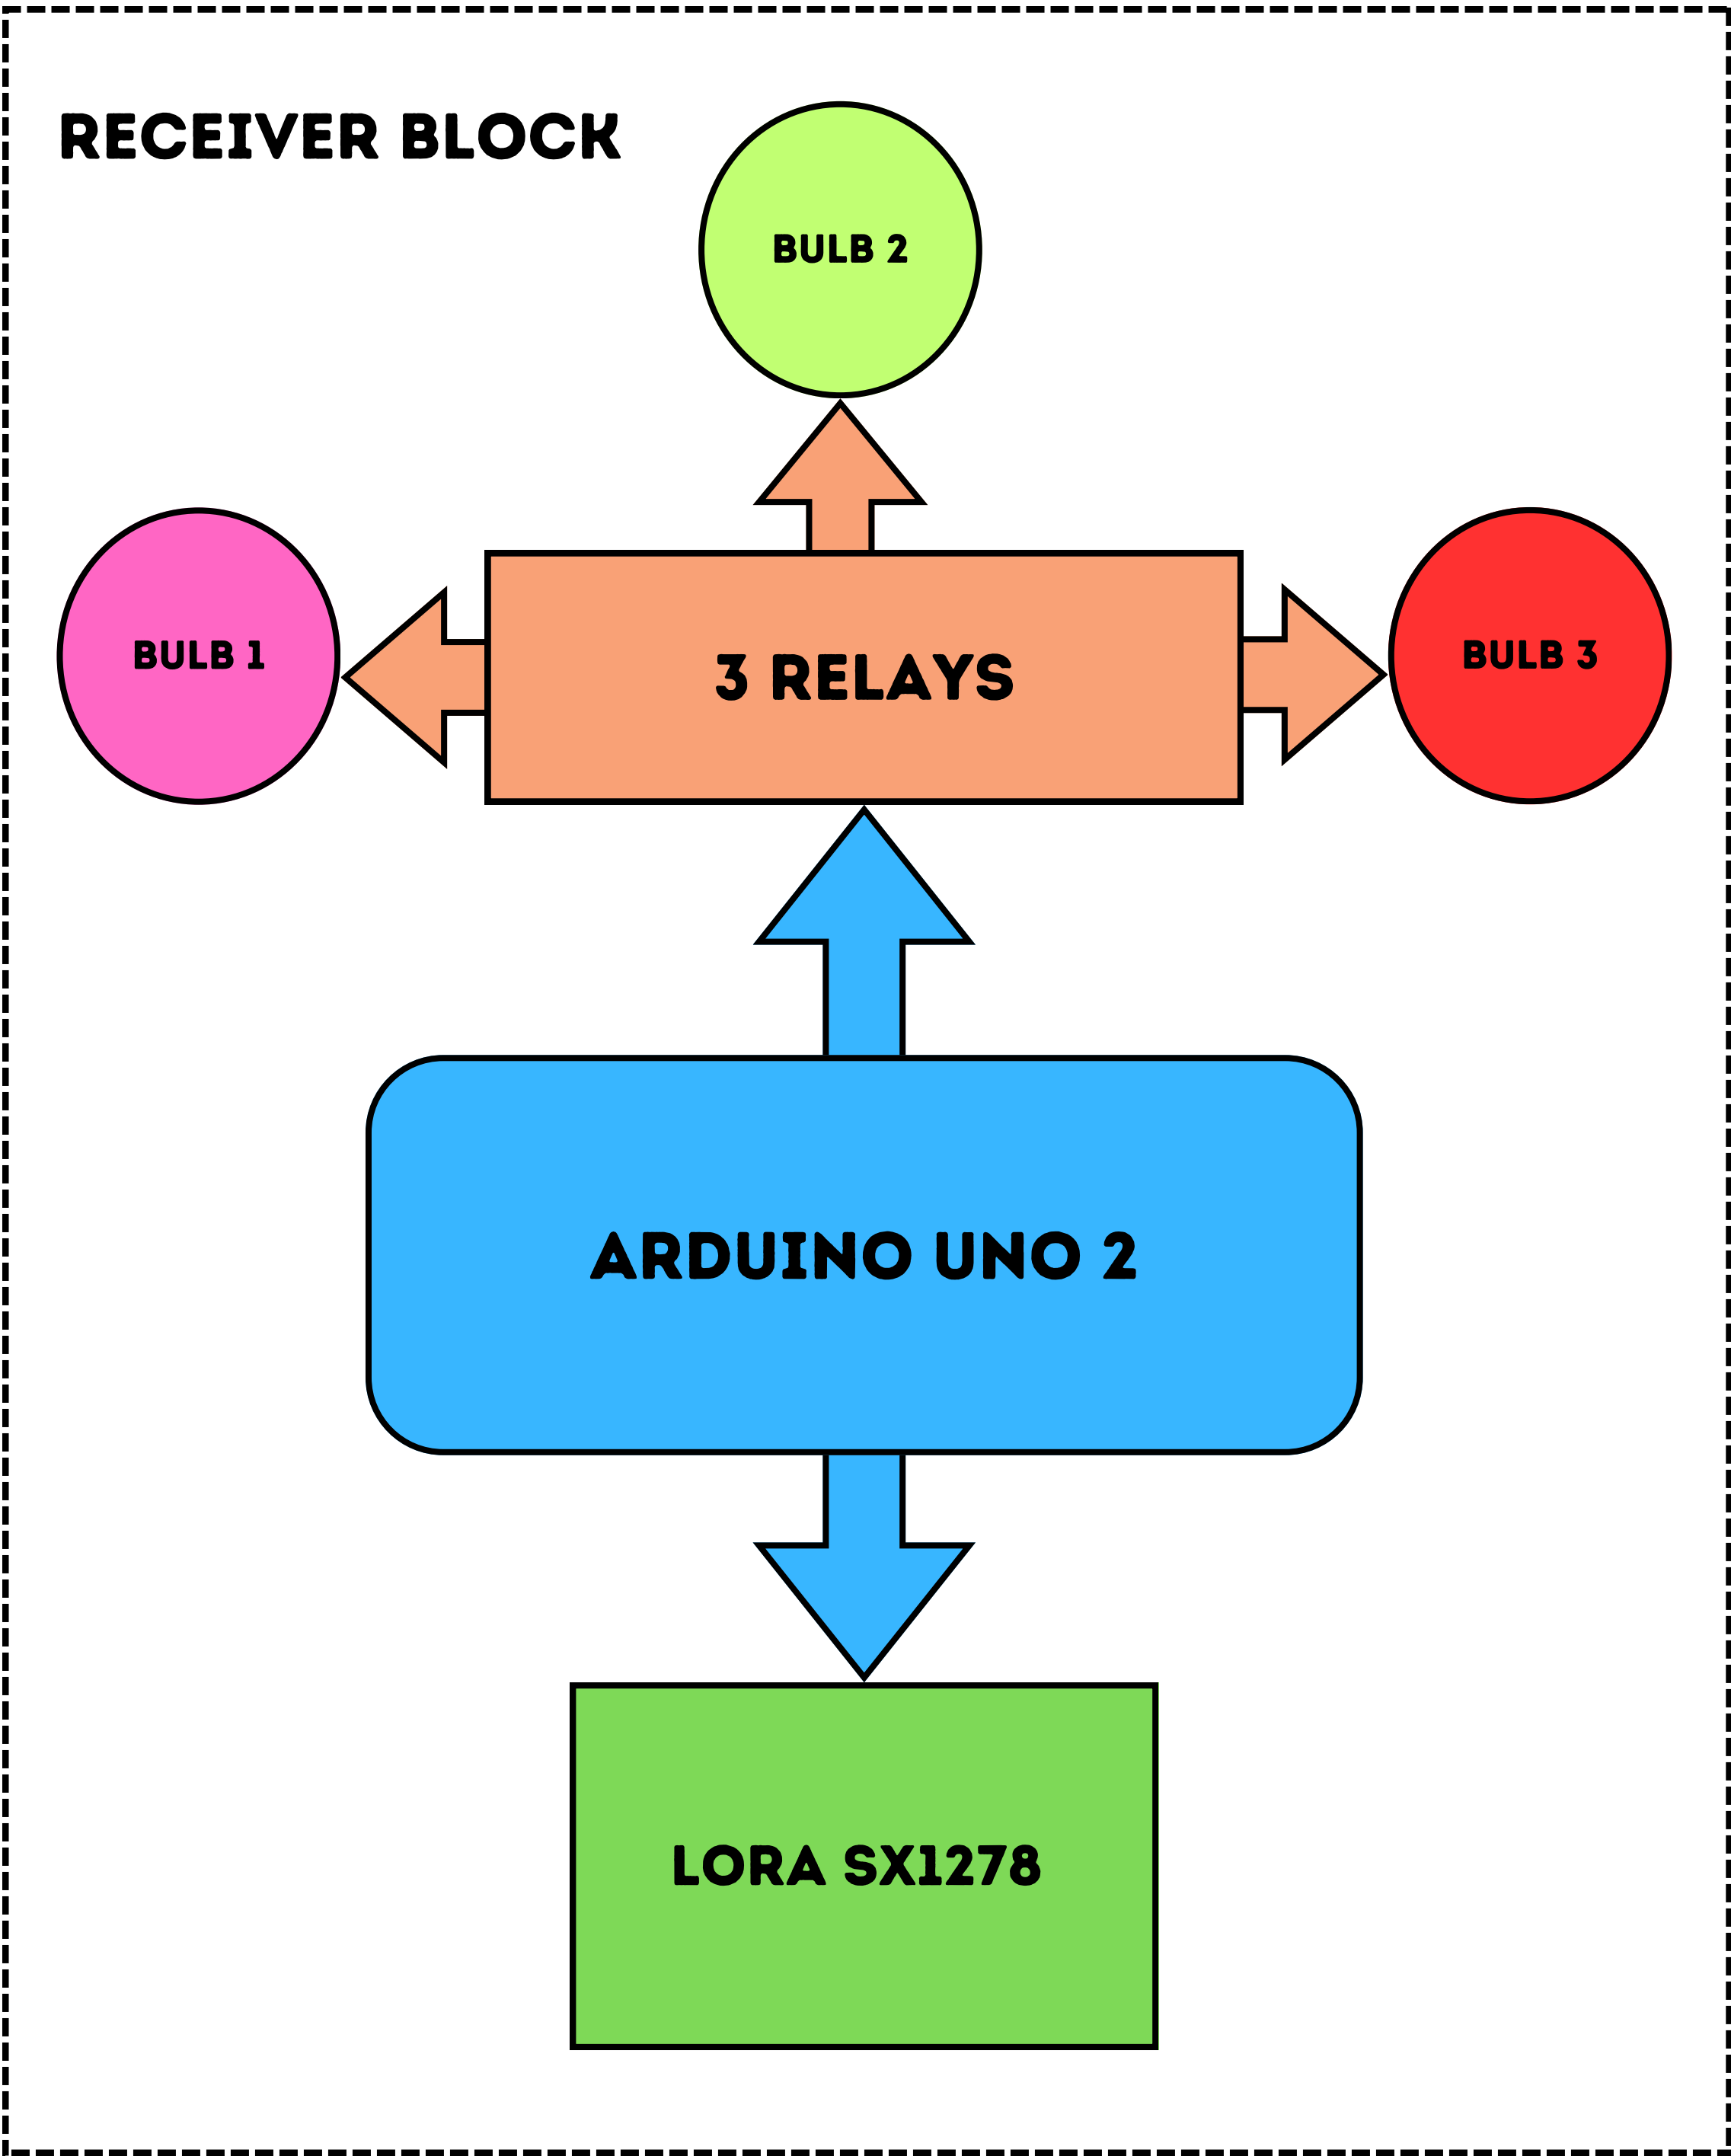 RECEIVER BLOCK
BULB 2
BULB 1
3 RELAYS
BULB 3
ARDUINO UNO 2
LORA SX1278